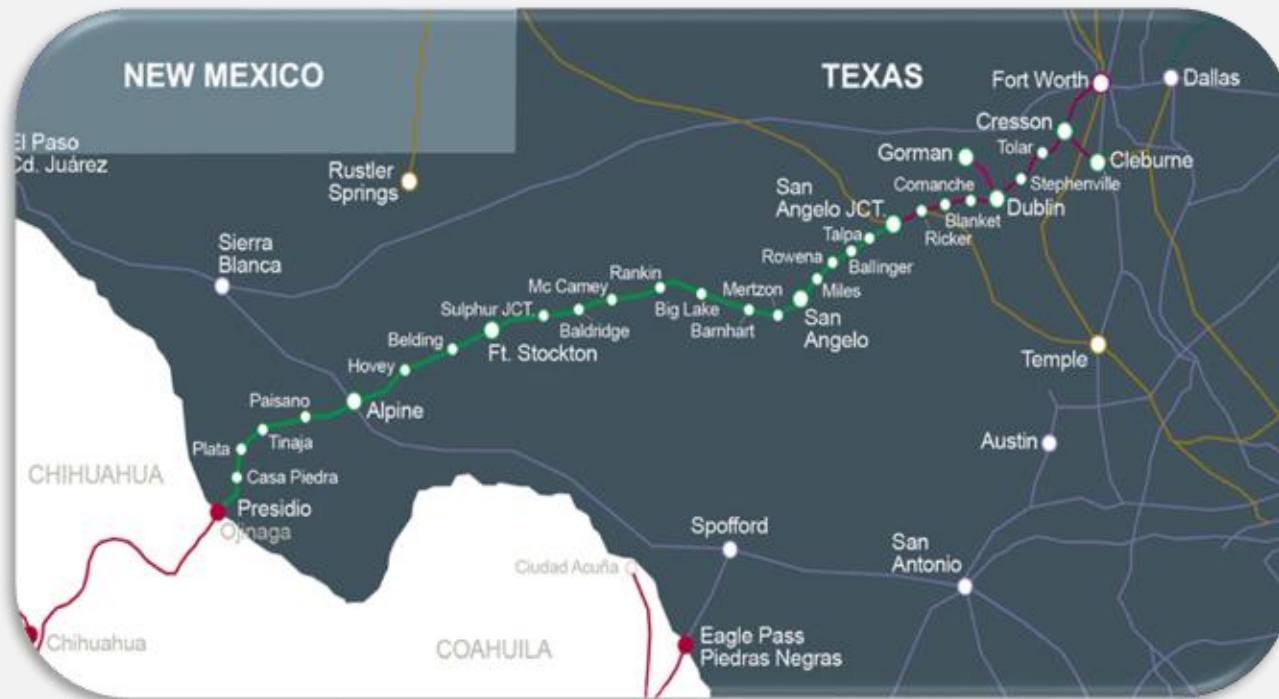 NEW MEXICO
TEXAS
Fort Worth
Dallas
Cresson
El Paso
Cd. Juárez
Tolar
Gorman
Cleburne
Rustler
Springs
Comanche
Stephenville
San
Angelo JCT.
Blanket
Dublin
Ricker
Talpa
Sierra
Blanca
Rowena
Ballinger
Rankin
Mc Camey
Mertzon
Miles
Sulphur JCT.
Big Lake
Baldridge
Barnhart
San
Angelo
Belding
Ft. Stockton
Temple
Hovey
Paisano
Alpine
Tinaja
Plata
Austin
CHIHUAHUA
Casa Piedra
Presidio
Ojinaga
Spofford
San
Antonio
Ciudad Acuña
Chihuahua
COAHUILA
Eagle Pass
Piedras Negras